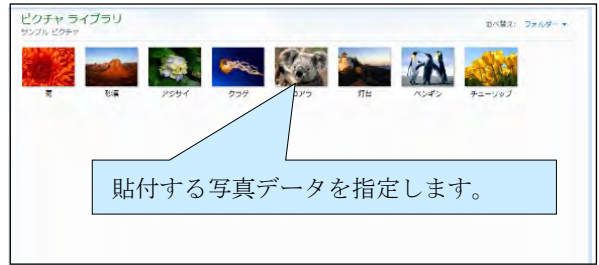 ピクチャ ライブラリ
サンプル ピクチャ
並べ替え: フォルダー ▼
菊 砂漠 アジサイ クラゲ コアラ 灯台 ペンギン チューリップ
貼付する写真データを指定します。